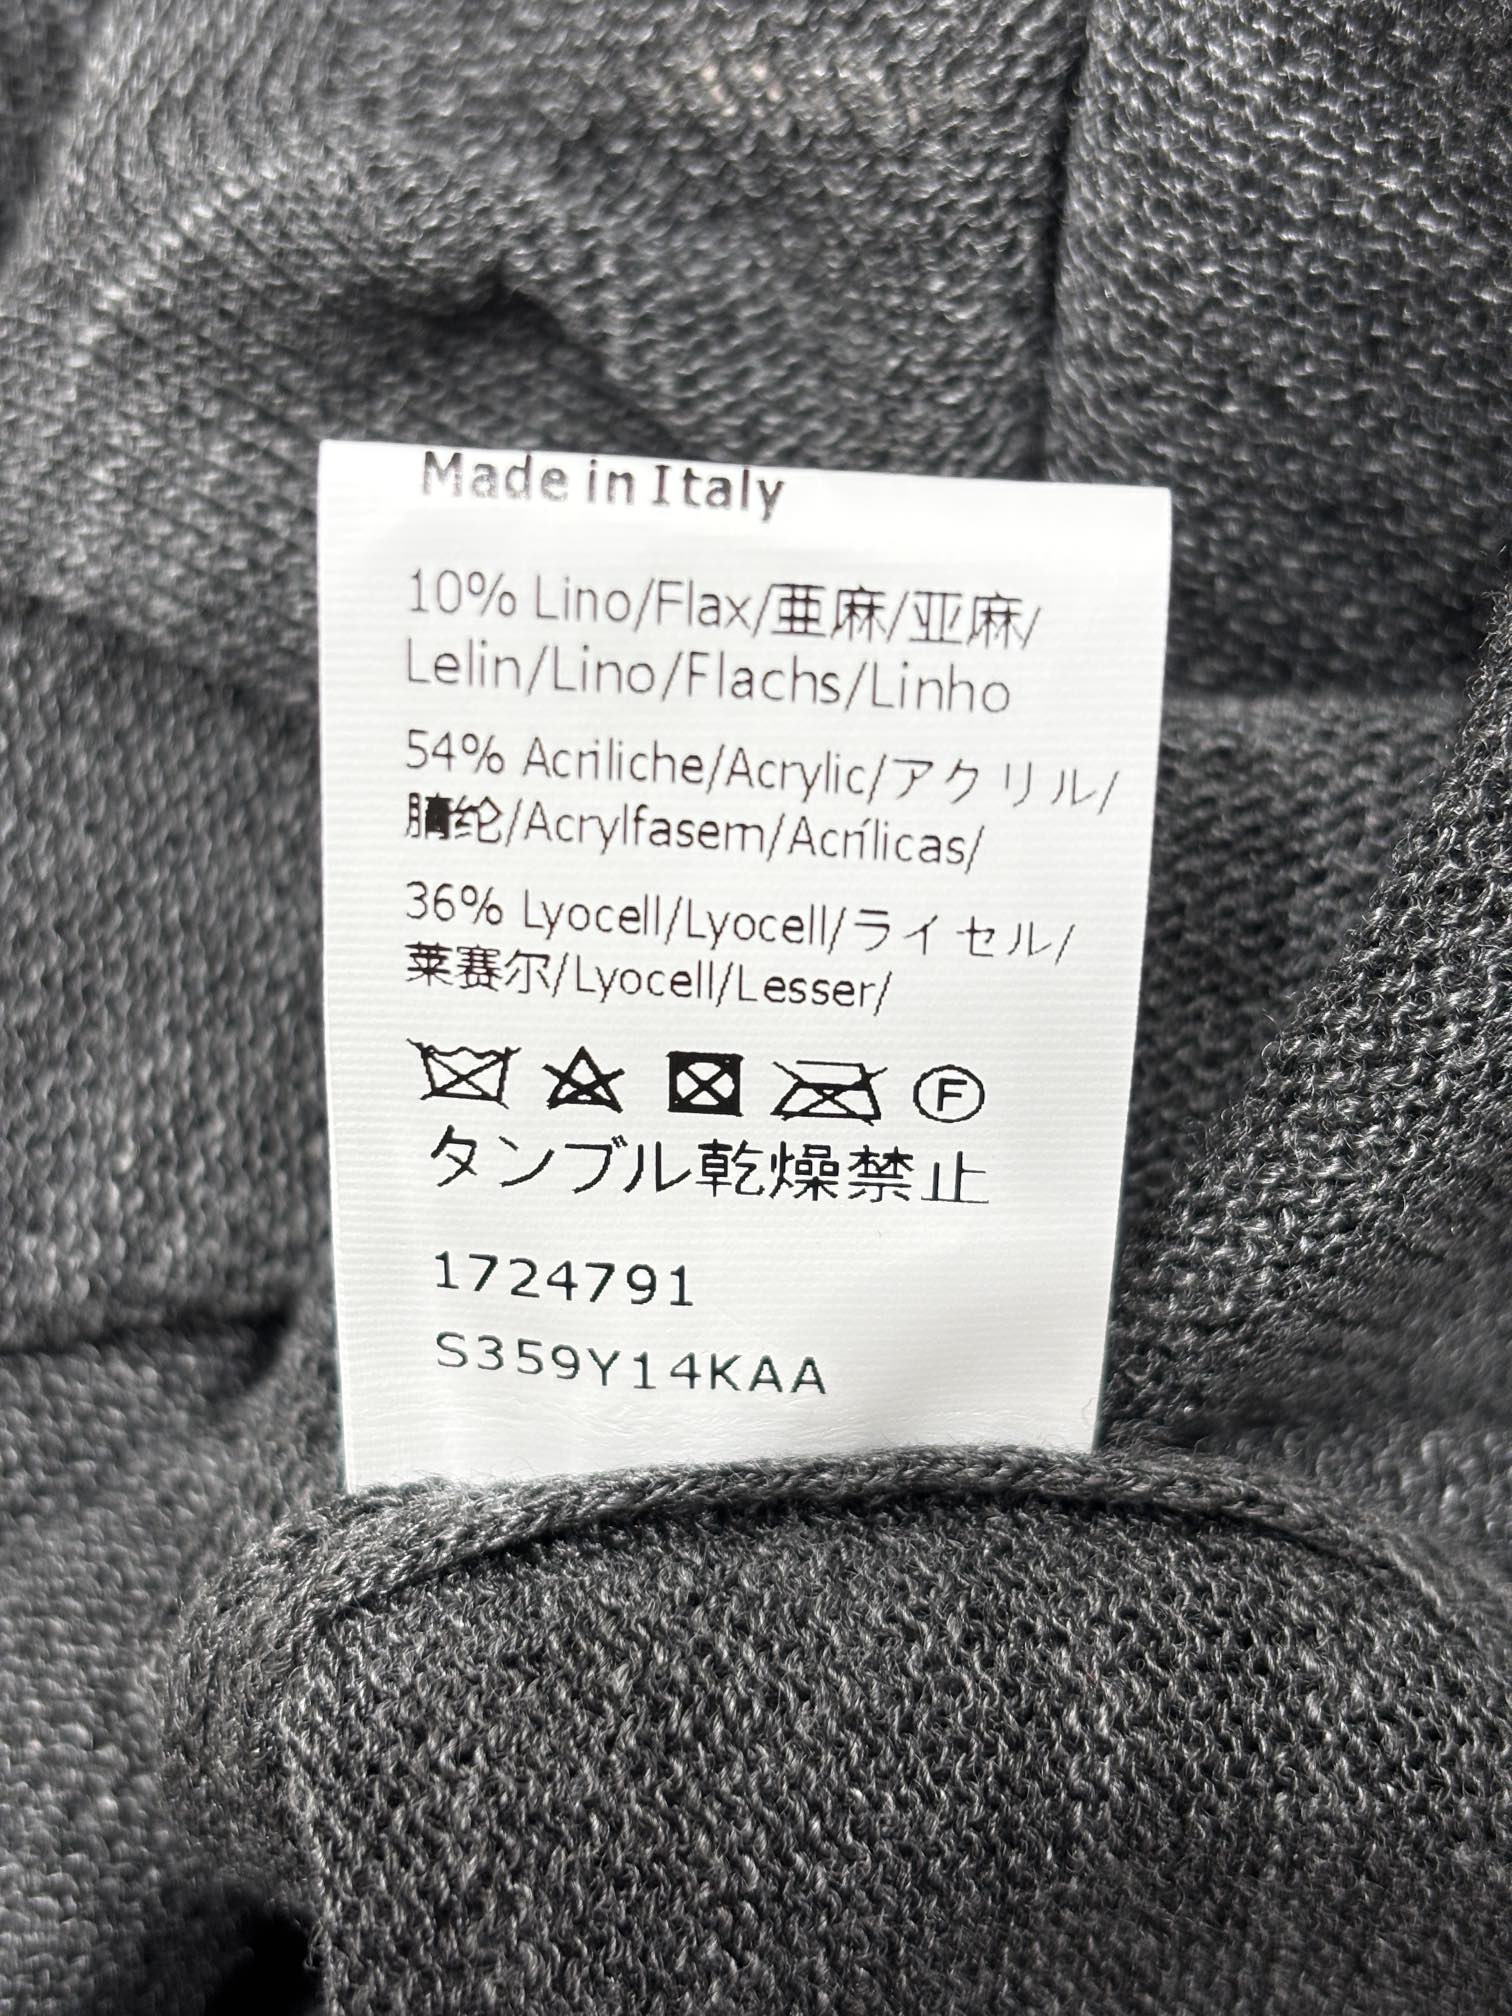 Made in Italy
10% Lino/Flax/亜麻/亚麻/
Lelin/Lino/Flachs/Linho
54% Acriliche/Acrylic/アクリル/
腈纶/Acrylfasem/Acrílicas/
36% Lyocell/Lyocell/ライセル/
莱赛尔/Lyocell/Lesser/
F
タンブル乾燥禁止
1724791
S359Y14KAA